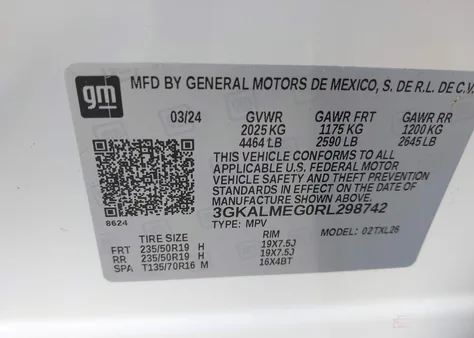 gm
MFD BY GENERAL MOTORS DE MEXICO, S. DE R.L. DE C.V.
03/24 GVWR GAWR FRT GAWR RR
2025 KG 1175 KG 1200 KG
4464 LB 2590 LB 2645 LB
THIS VEHICLE CONFORMS TO ALL
APPLICABLE U.S. FEDERAL MOTOR
VEHICLE SAFETY AND THEFT PREVENTION
STANDARDS IN EFFECT ON THE DATE OF
MANUFACTURE SHOWN ABOVE.
3GKALMEG0RL298742
8624
TYPE: MPV MODEL: 02TXL26
TIRE SIZE RIM
FRT 235/50R19 H 19X7.5J
RR 235/50R19 H 19X7.5J
SPA T135/70R16 M 16X4BT